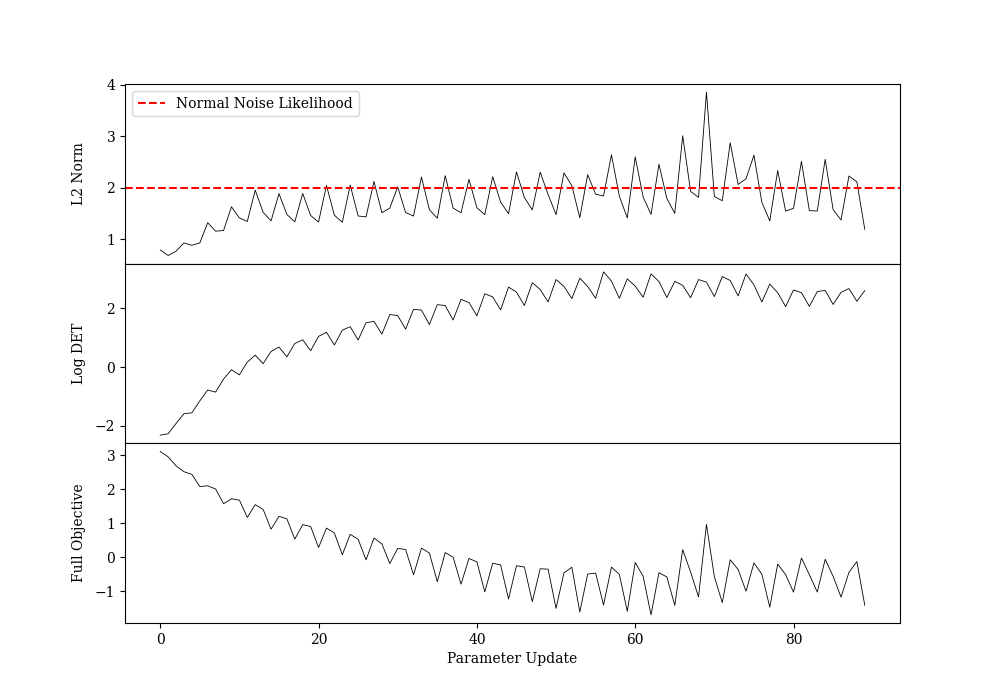 4
3
2
1
L2 Norm
Normal Noise Likelihood
2
0
−2
Log DET
3
2
1
0
−1
Full Objective
0 20 40 60 80
Parameter Update